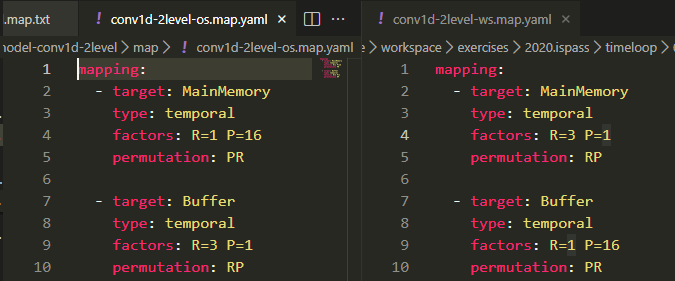 .map.txt
! conv1d-2level-os.map.yaml ×
nodel-conv1d-2level > map > ! conv1d-2level-os.map.yaml
1 mapping:
2 - target: MainMemory
3 type: temporal
4 factors: R=1 P=16
5 permutation: PR
6
7 - target: Buffer
8 type: temporal
9 factors: R=3 P=1
10 permutation: RP
! conv1d-2level-ws.map.yaml ×
e > workspace > exercises > 2020.ispass > timeloop >
1 mapping:
2 - target: MainMemory
3 type: temporal
4 factors: R=3 P=1
5 permutation: RP
6
7 - target: Buffer
8 type: temporal
9 factors: R=1 P=16
10 permutation: PR